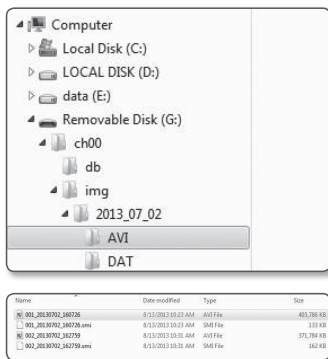 Computer
Local Disk (C:)
LOCAL DISK (D:)
data (E:)
Removable Disk (G:)
ch00
db
img
2013_07_02
AVI
DAT
Name Date modified Type Size
001_20130702_160726 8/13/2013 10:23 AM AVI File 405,786 KB
001_20130702_160726.smi 8/13/2013 10:23 AM SMI File 133 KB
002_20130702_162759 8/13/2013 10:31 AM AVI File 371,784 KB
002_20130702_162759.smi 8/13/2013 10:31 AM SMI File 162 KB